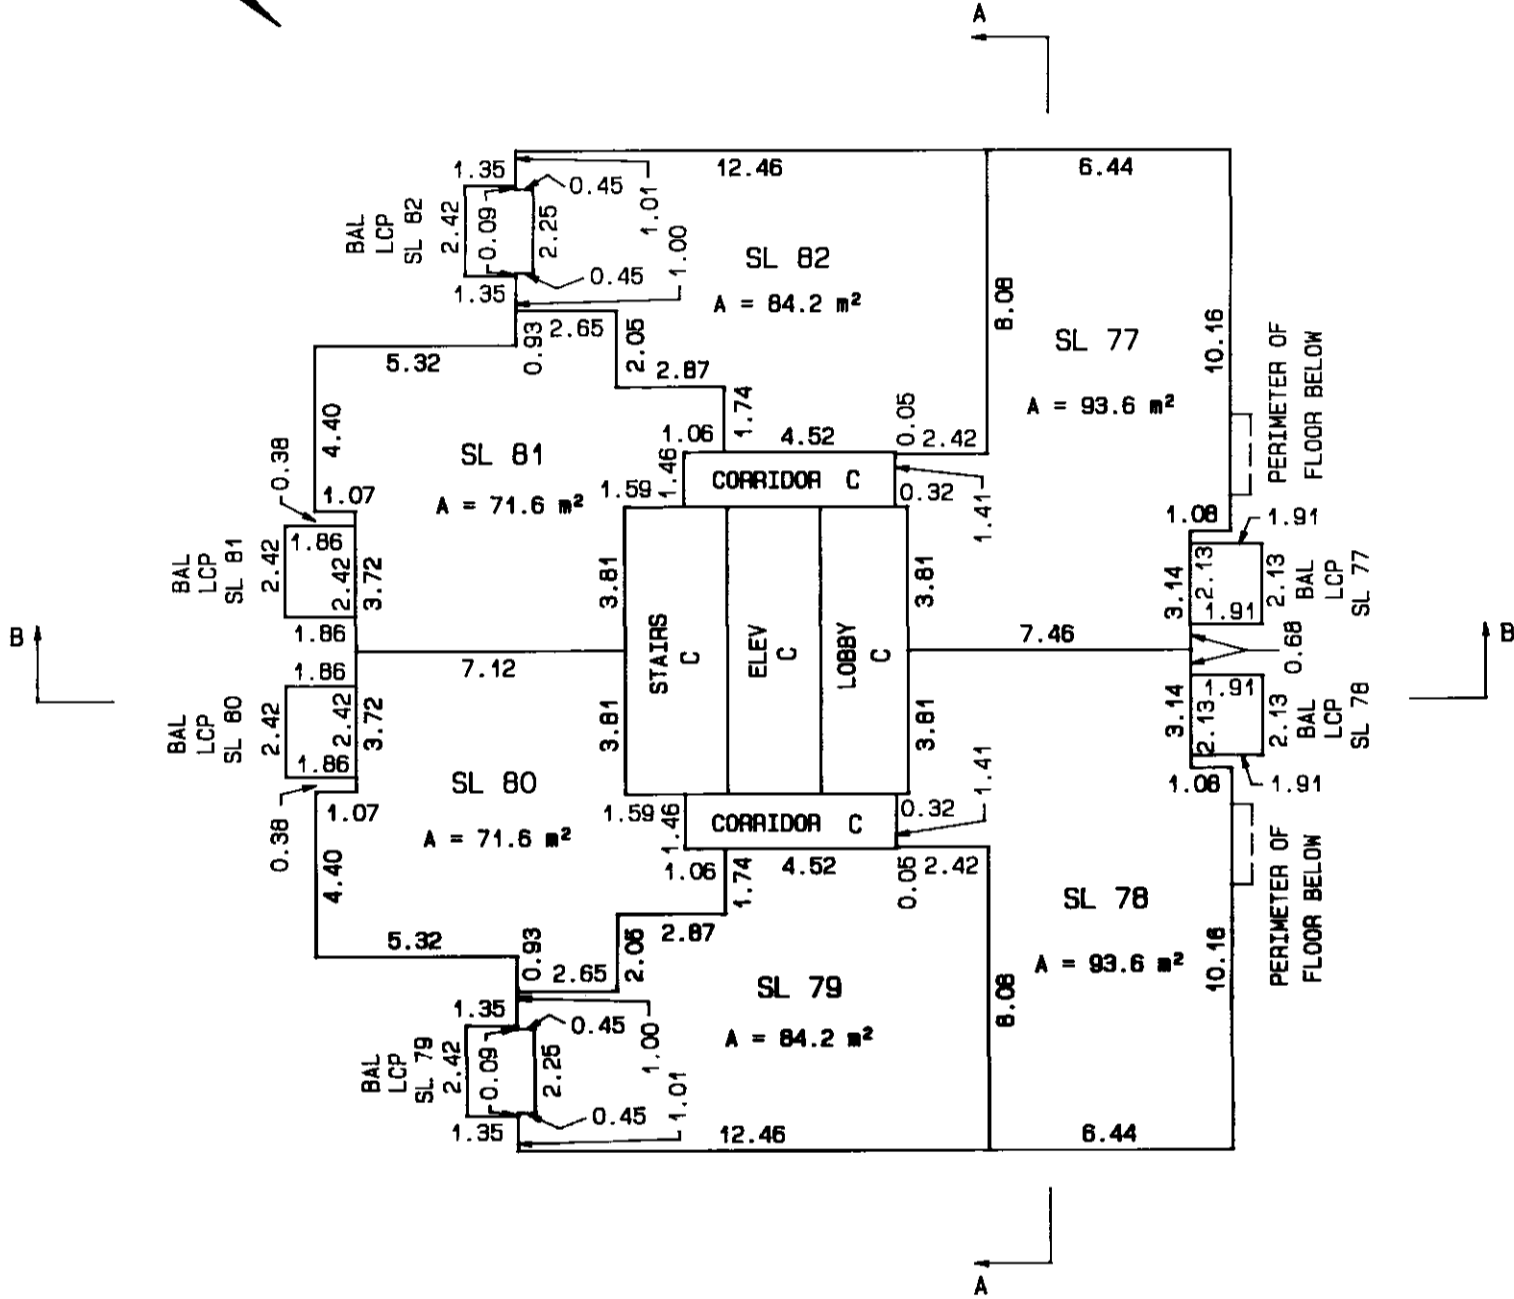 A
1.35
12.46
6.44
0.45
BAL
LCP
SL 82
2.42
0.09
2.25
1.01
1.00
SL 82
A = 84.2 m²
0.45
1.35
8.08
0.93
2.65
2.05
5.32
2.87
SL 77
A = 93.6 m²
10.16
PERIMETER OF
FLOOR BELOW
4.40
1.74
1.06
4.52
0.05
2.42
SL 81
A = 71.6 m²
0.38
1.07
1.59
1.46
CORRIDOR C
0.32
1.41
1.08
1.91
BAL
LCP
SL 81
2.42
1.86
2.42
3.72
1.86
3.81
3.81
3.14
2.13
1.91
2.13
BAL
LCP
SL 77
B
7.12
STAIRS
C
ELEV
C
LOBBY
C
7.46
0.68
B
BAL
LCP
SL 80
2.42
1.86
2.42
1.86
3.72
3.81
3.81
3.14
2.13
1.91
2.13
BAL
LCP
SL 78
1.91
1.08
0.38
1.07
SL 80
A = 71.6 m²
1.59
1.46
CORRIDOR C
0.32
1.41
4.40
1.06
1.74
4.52
0.05
2.42
SL 78
A = 93.6 m²
10.16
PERIMETER OF
FLOOR BELOW
5.32
0.93
2.65
2.05
2.87
SL 79
A = 84.2 m²
8.08
1.35
0.45
BAL
LCP
SL 79
2.42
0.09
2.25
1.00
1.01
0.45
1.35
12.46
6.44
A